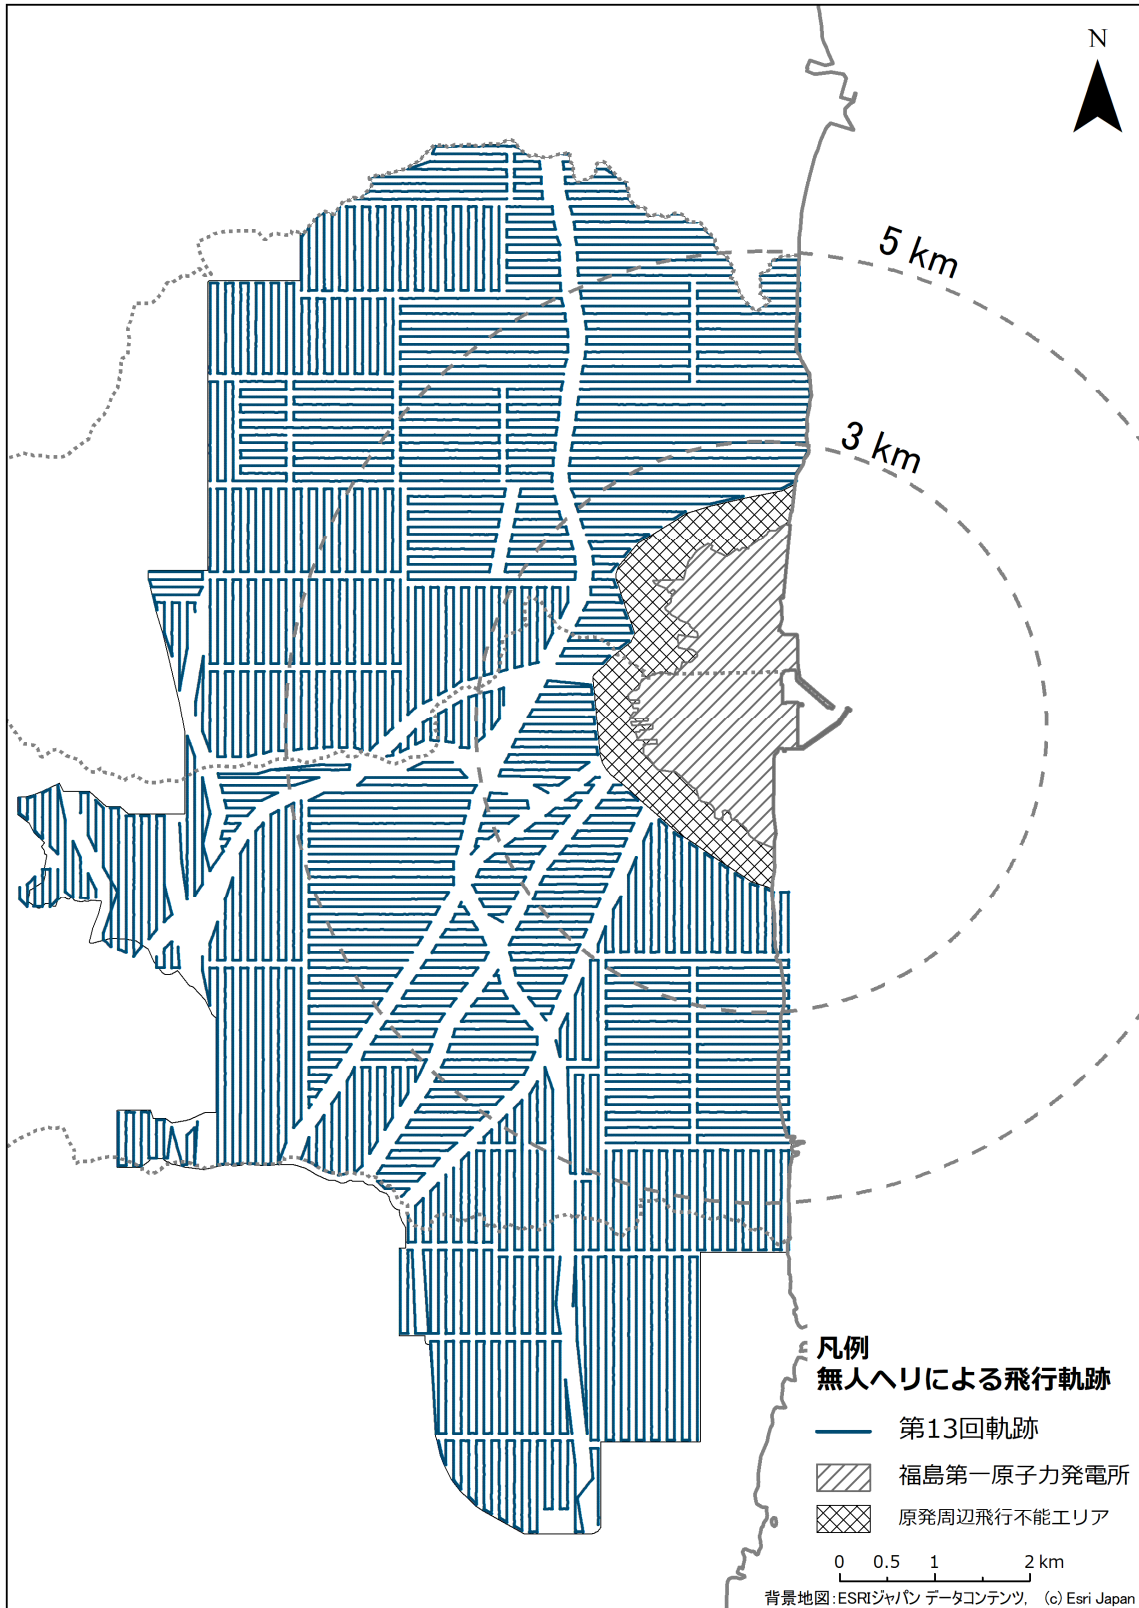 N
5 km
3 km
凡例
無人ヘリによる飛行軌跡
第13回軌跡
福島第一原子力発電所
原発周辺飛行不能エリア
0 0.5 1 2 km
背景地図:ESRIジャパン データコンテンツ, (c) Esri Japan